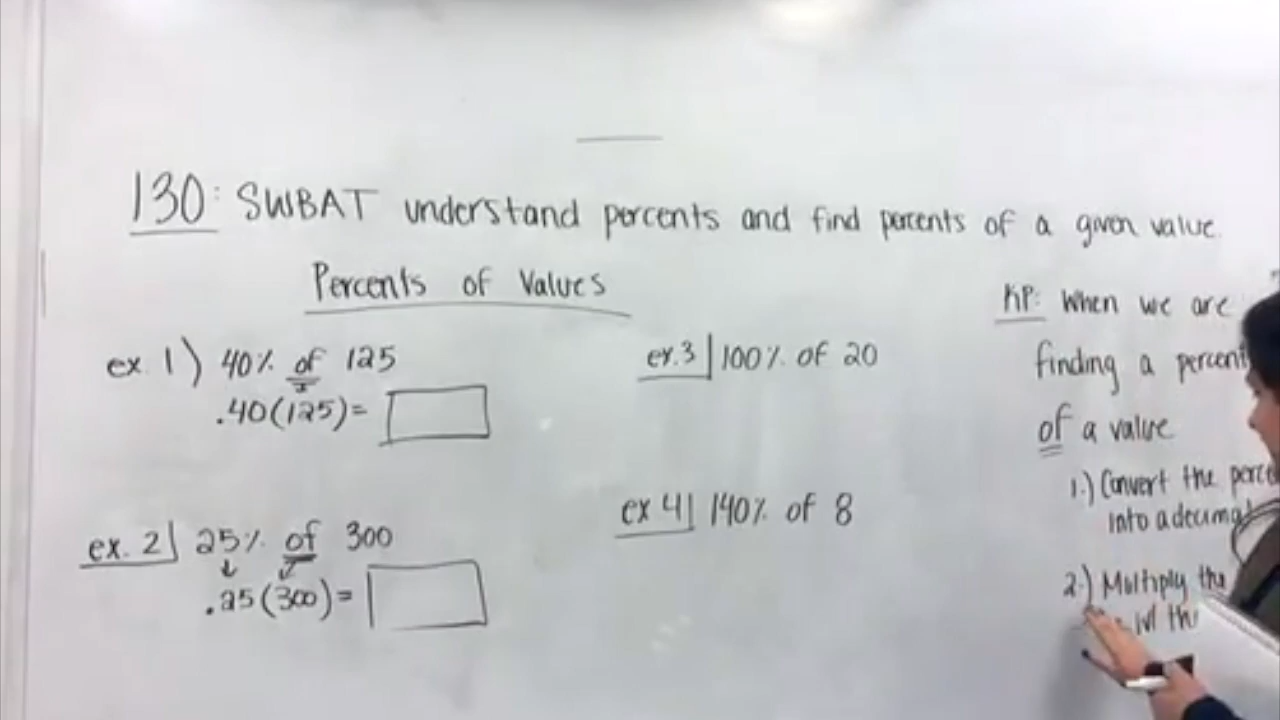 130: SWBAT understand percents and find percents of a given value.
Percents of Values
ex. 1) 40% of 125
.40(125)=
ex. 2 25% of 300
.25(300)=
ex. 3 100% of 20
ex 4 140% of 8
KP: When we are
finding a percent
of a value
1.) Convert the
into a decimal
2.) Multiply the
w/ the